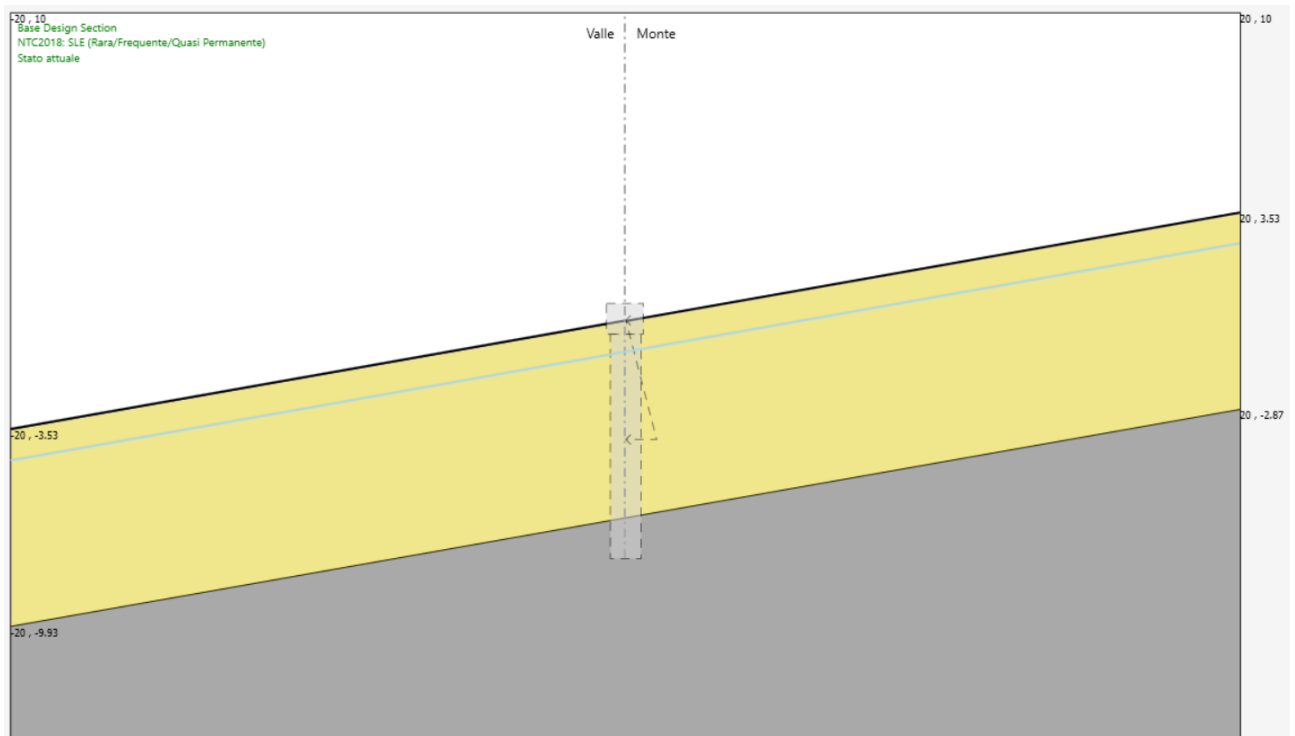 -20 , 10
20 , 10
Base Design Section
NTC2018: SLE (Rara/Frequente/Quasi Permanente)
Stato attuale
Valle
Monte
20 , 3.53
-20 , -3.53
20 , -2.87
-20 , -9.93